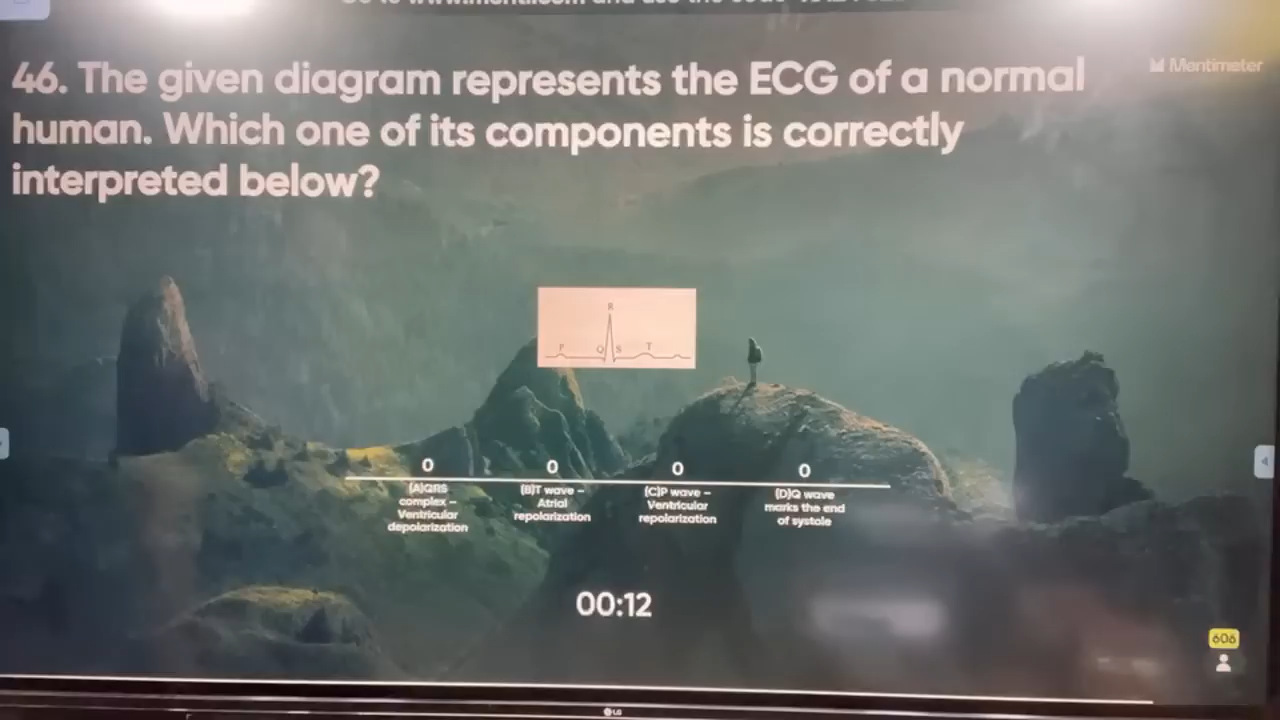 46. The given diagram represents the ECG of a normal
human. Which one of its components is correctly
interpreted below?
Mentimeter
R
P
Q
S
T
0
(A)QRS
complex –
Ventricular
depolarization
0
(B)T wave –
Atrial
repolarization
0
(C)P wave –
Ventricular
repolarization
0
(D)Q wave
marks the end
of systole
00:12
606
LG